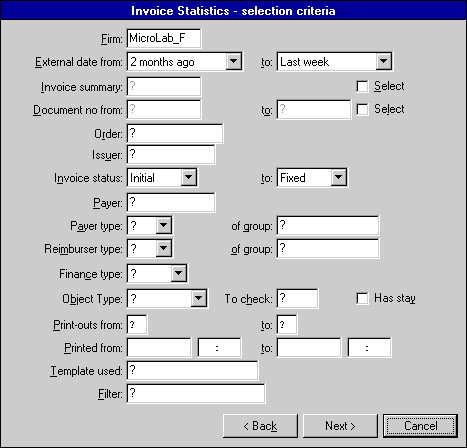 Invoice Statistics - selection criteria
Firm: MicroLab_F
External date from: 2 months ago to: Last week
Invoice summary: ? Select
Document no from: ? to: ? Select
Order: ?
Issuer: ?
Invoice status: Initial to: Fixed
Payer: ?
Payer type: ? of group: ?
Reimburser type: ? of group: ?
Finance type: ?
Object Type: ? To check: ? Has stay
Print-outs from: ? to: ?
Printed from: : to: :
Template used: ?
Filter: ?
< Back Next > Cancel